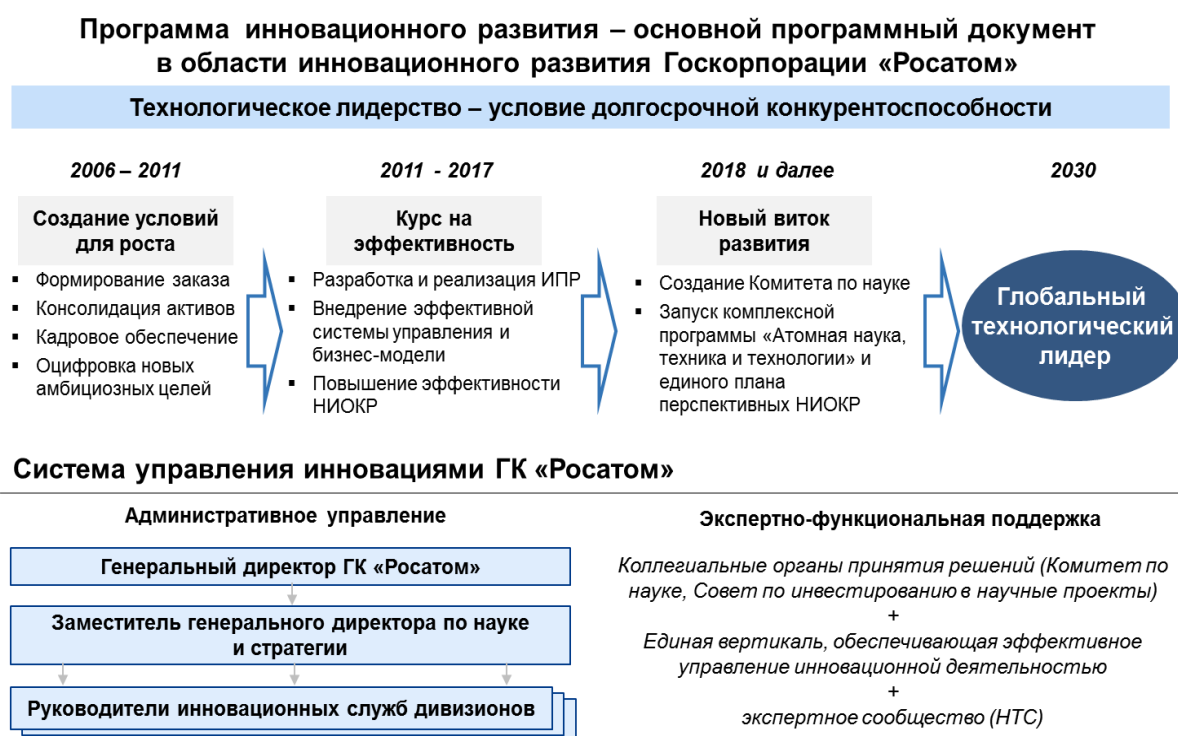 Программа инновационного развития – основной программный документ
в области инновационного развития Госкорпорации «Росатом»
Технологическое лидерство – условие долгосрочной конкурентоспособности
2006 – 2011
Создание условий
для роста
▪ Формирование заказа
▪ Консолидация активов
▪ Кадровое обеспечение
▪ Оцифровка новых
амбициозных целей
2011 - 2017
Курс на
эффективность
▪ Разработка и реализация ИПР
▪ Внедрение эффективной
системы управления и
бизнес-модели
▪ Повышение эффективности
НИОКР
2018 и далее
Новый виток
развития
▪ Создание Комитета по науке
▪ Запуск комплексной
программы «Атомная наука,
техника и технологии» и
единого плана
перспективных НИОКР
2030
Глобальный
технологический
лидер
Система управления инновациями ГК «Росатом»
Административное управление
Генеральный директор ГК «Росатом»
Заместитель генерального директора по науке
и стратегии
Руководители инновационных служб дивизионов
Экспертно-функциональная поддержка
Коллегиальные органы принятия решений (Комитет по
науке, Совет по инвестированию в научные проекты)
+
Единая вертикаль, обеспечивающая эффективное
управление инновационной деятельностью
+
экспертное сообщество (НТС)